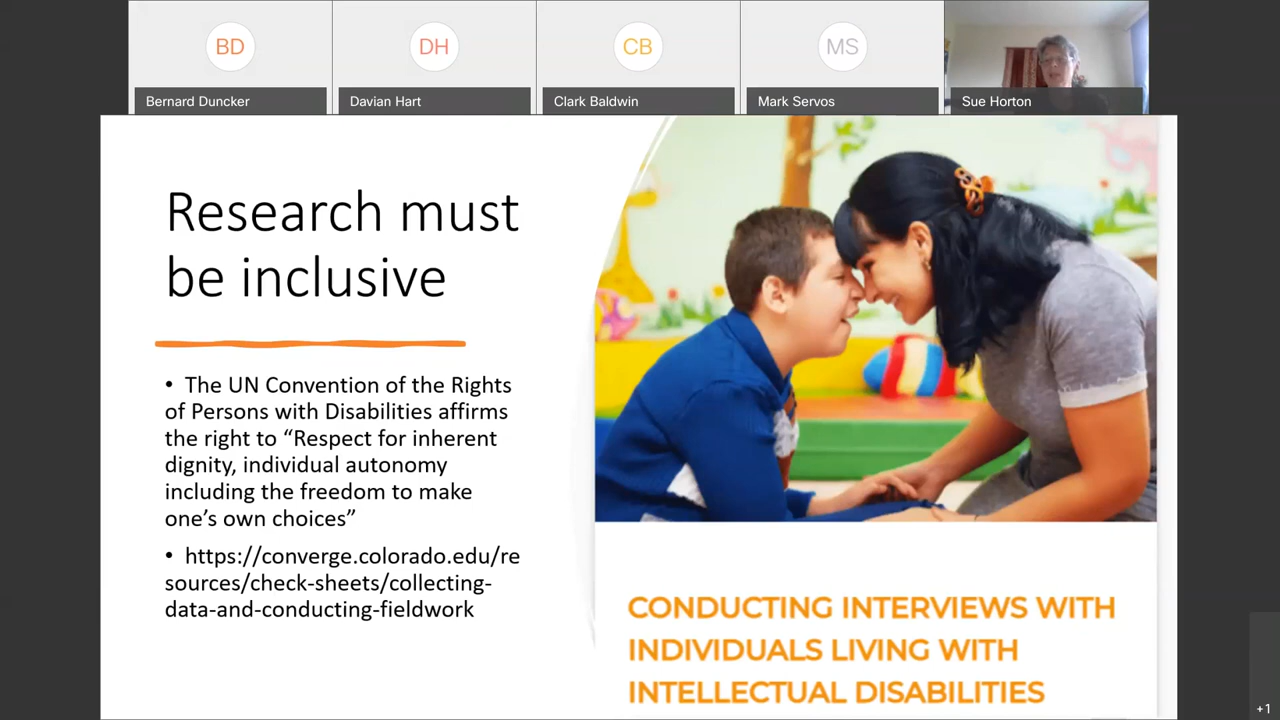 BD
DH
CB
MS
Bernard Duncker
Davian Hart
Clark Baldwin
Mark Servos
Sue Horton
Research must
be inclusive
• The UN Convention of the Rights
of Persons with Disabilities affirms
the right to “Respect for inherent
dignity, individual autonomy
including the freedom to make
one’s own choices”
• https://converge.colorado.edu/re
sources/check-sheets/collecting-
data-and-conducting-fieldwork
CONDUCTING INTERVIEWS WITH
INDIVIDUALS LIVING WITH
INTELLECTUAL DISABILITIES
+1